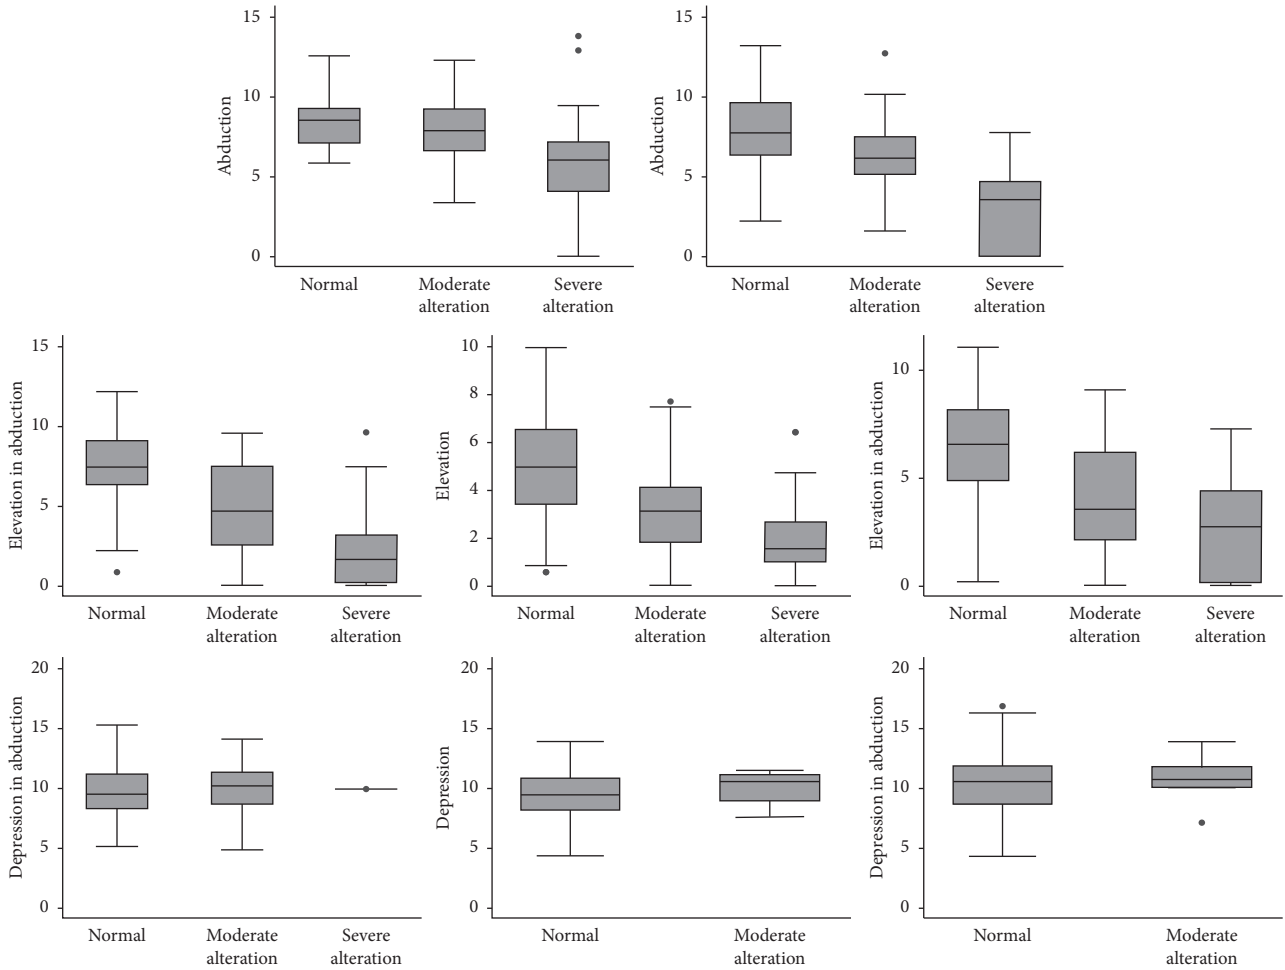 15
10
5
0
Abduction
Normal
Moderate
alteration
Severe
alteration
15
10
5
0
Abduction
Normal
Moderate
alteration
Severe
alteration
15
10
5
0
Elevation in abduction
Normal
Moderate
alteration
Severe
alteration
10
8
6
4
2
0
Elevation
Normal
Moderate
alteration
Severe
alteration
10
5
0
Elevation in abduction
Normal
Moderate
alteration
Severe
alteration
20
15
10
5
0
Depression in abduction
Normal
Moderate
alteration
Severe
alteration
20
15
10
5
0
Depression
Normal
Moderate
alteration
20
15
10
5
0
Depression in abduction
Normal
Moderate
alteration